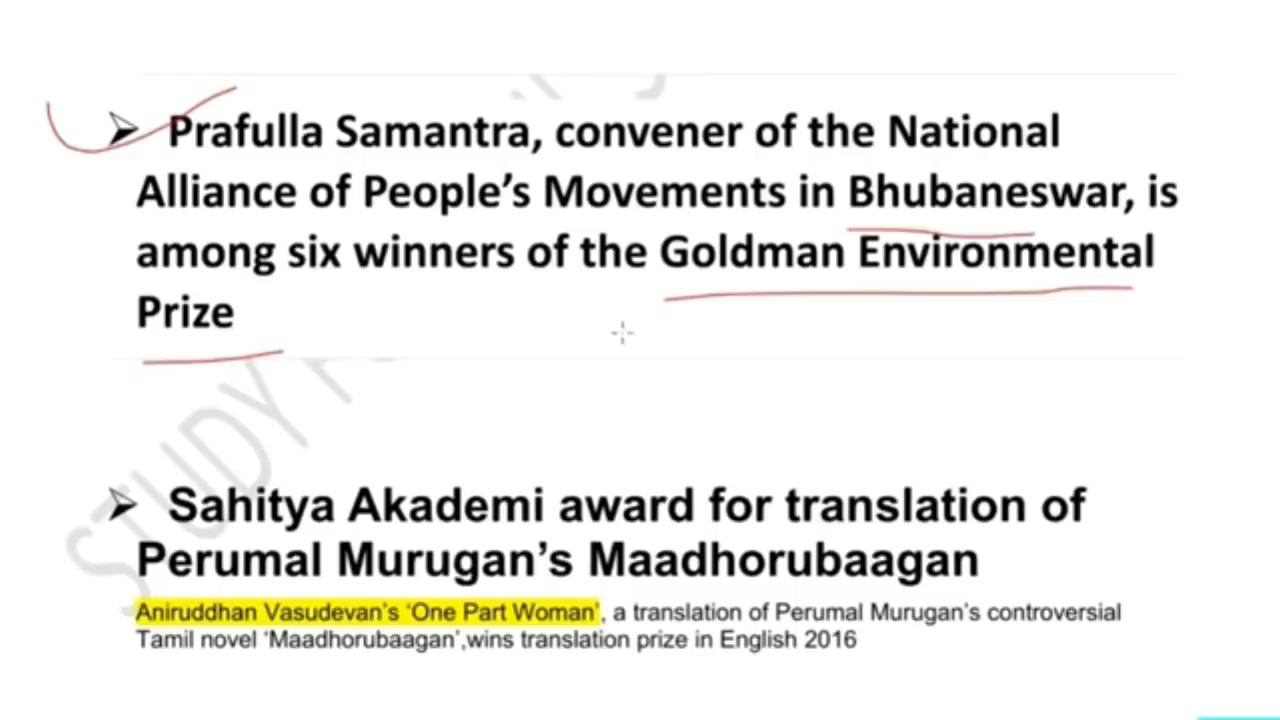 ➢ Prafulla Samantra, convener of the National
Alliance of People’s Movements in Bhubaneswar, is
among six winners of the Goldman Environmental
Prize
STUDY
➢ Sahitya Akademi award for translation of
Perumal Murugan’s Maadhorubaagan
Aniruddhan Vasudevan’s ‘One Part Woman’, a translation of Perumal Murugan’s controversial
Tamil novel ‘Maadhorubaagan’,wins translation prize in English 2016